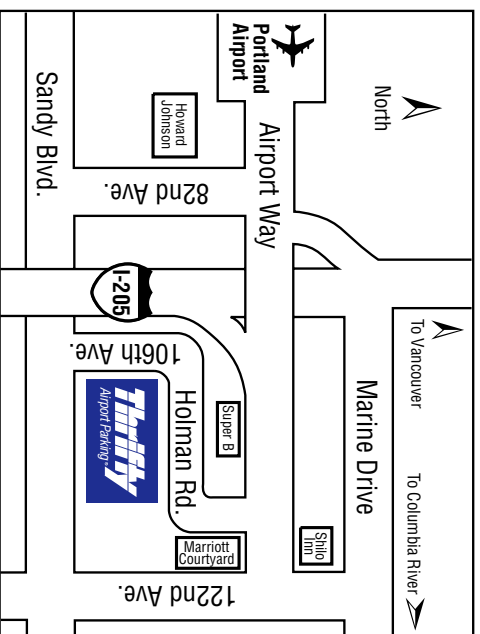 Portland
Airport
North
Airport Way
Howard
Johnson
Sandy Blvd.
82nd Ave.
I-205
106th Ave.
To Vancouver
Marine Drive
Super B
Holman Rd.
Thrifty
Airport Parking®
To Columbia River
Shilo
Inn
Marriott
Courtyard
122nd Ave.